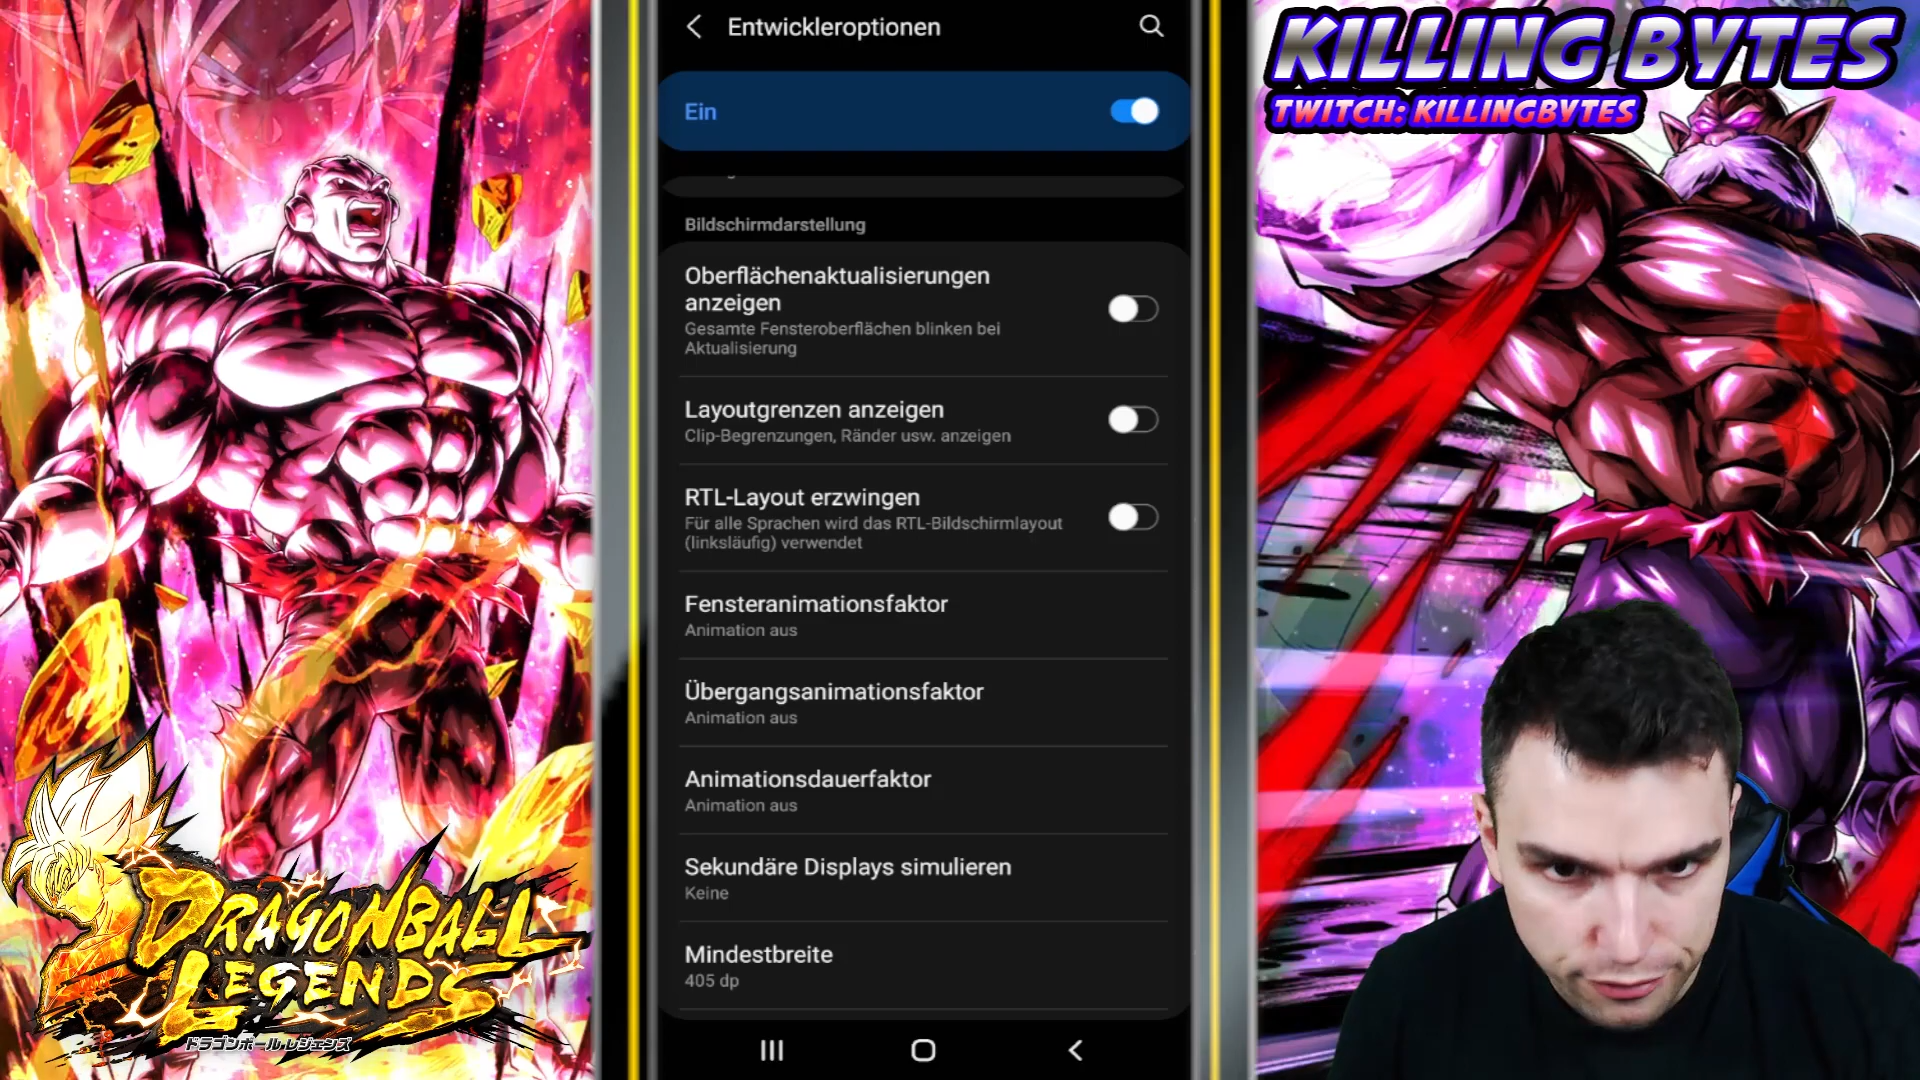 Entwickleroptionen
KILLING BYTES
TWITCH: KILLINGBYTES
Ein
Bildschirmdarstellung
Oberflächenaktualisierungen
anzeigen
Gesamte Fensteroberflächen blinken bei
Aktualisierung
Layoutgrenzen anzeigen
Clip-Begrenzungen, Ränder usw. anzeigen
RTL-Layout erzwingen
Für alle Sprachen wird das RTL-Bildschirmlayout
(linksläufig) verwendet
Fensteranimationsfaktor
Animation aus
Übergangsanimationsfaktor
Animation aus
Animationsdauerfaktor
Animation aus
Sekundäre Displays simulieren
Keine
Mindestbreite
405 dp
DRAGONBALL
LEGENDS
ドラゴンボール レジェンズ